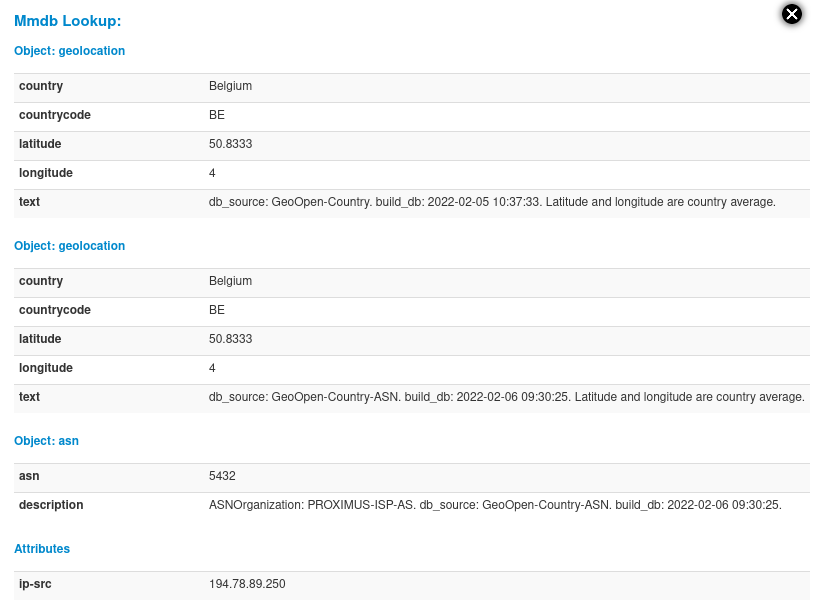 Mmdb Lookup:
Object: geolocation
country Belgium
countrycode BE
latitude 50.8333
longitude 4
text db_source: GeoOpen-Country. build_db: 2022-02-05 10:37:33. Latitude and longitude are country average.
Object: geolocation
country Belgium
countrycode BE
latitude 50.8333
longitude 4
text db_source: GeoOpen-Country-ASN. build_db: 2022-02-06 09:30:25. Latitude and longitude are country average.
Object: asn
asn 5432
description ASNOrganization: PROXIMUS-ISP-AS. db_source: GeoOpen-Country-ASN. build_db: 2022-02-06 09:30:25.
Attributes
ip-src 194.78.89.250